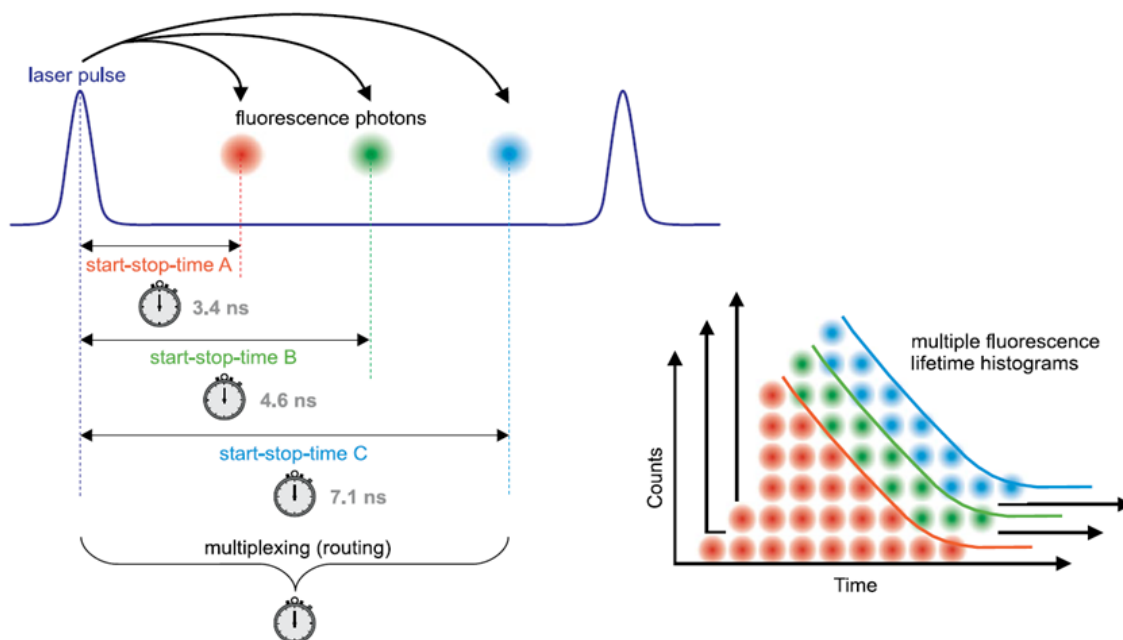 laser pulse
fluorescence photons
start-stop-time A
3.4 ns
start-stop-time B
4.6 ns
start-stop-time C
7.1 ns
multiplexing (routing)
multiple fluorescence
lifetime histograms
Counts
Time